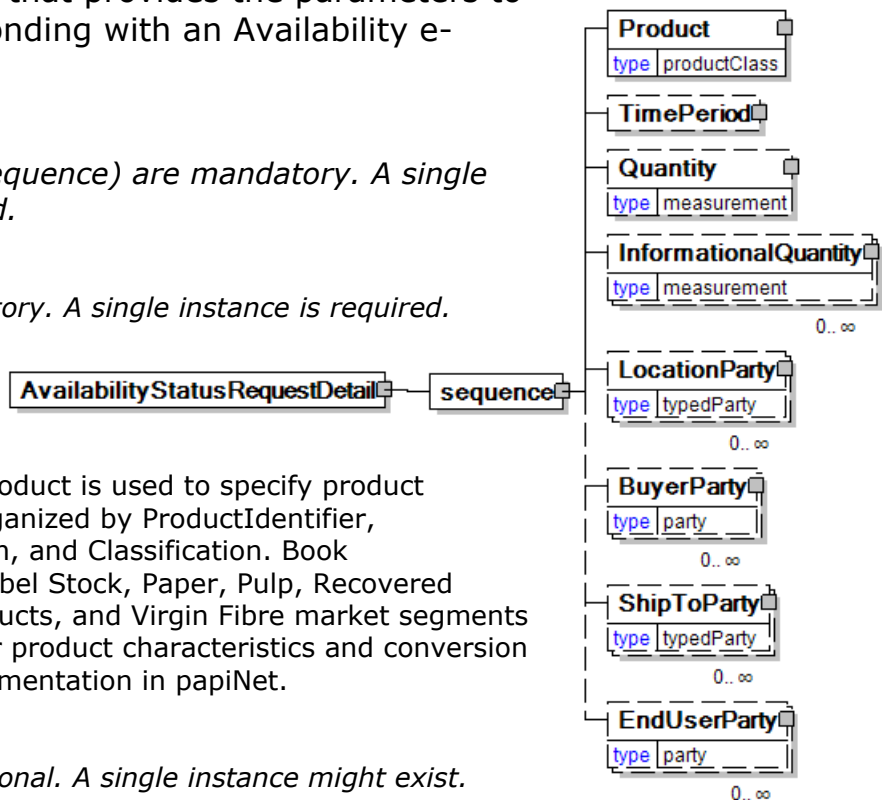 that provides the parameters to
onding with an Availability e-
equence) are mandatory. A single
d.
tory. A single instance is required.
oduct is used to specify product
ganized by ProductIdentifier,
n, and Classification. Book
bel Stock, Paper, Pulp, Recovered
ucts, and Virgin Fibre market segments
r product characteristics and conversion
mentation in papiNet.
onal. A single instance might exist.
AvailabilityStatusRequestDetail
sequence
Product
type productClass
TimePeriod
Quantity
type measurement
InformationalQuantity
type measurement
0.. ∞
LocationParty
type typedParty
0.. ∞
BuyerParty
type party
0.. ∞
ShipToParty
type typedParty
0.. ∞
EndUserParty
type party
0.. ∞